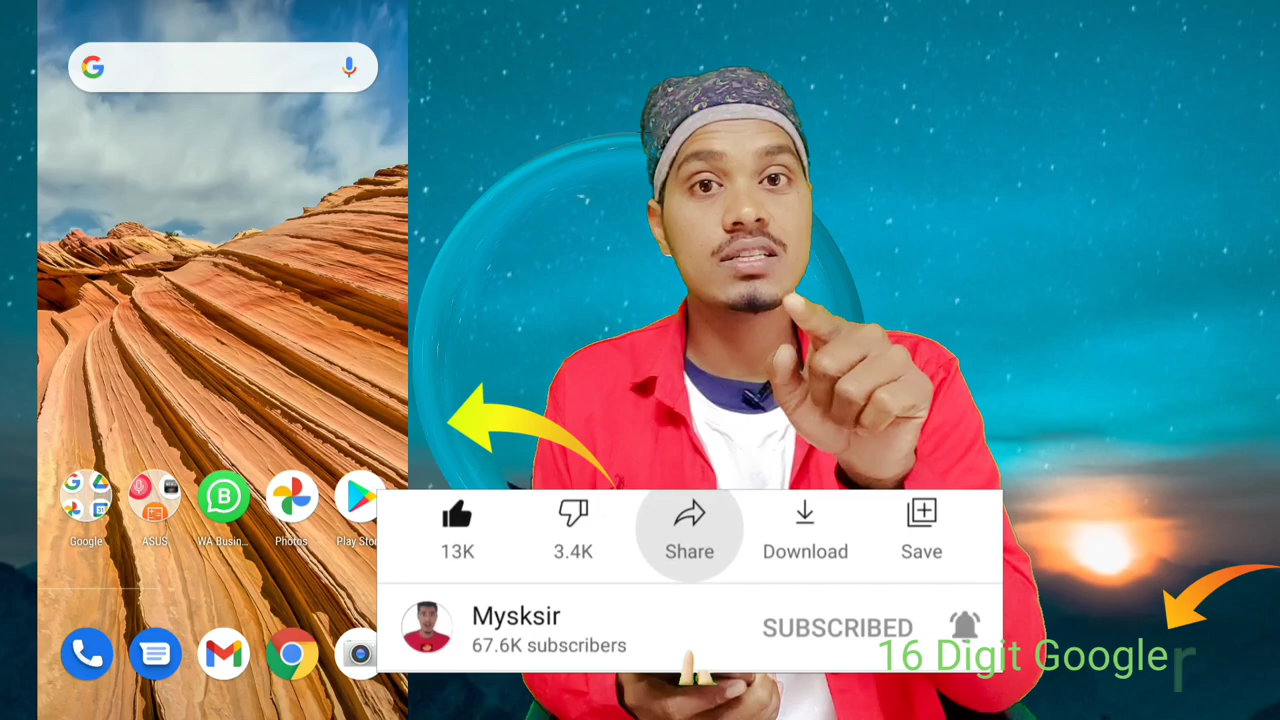 Google
ASUS
WA Busin...
Photos
Play Sto
13K
3.4K
Share
Download
Save
Mysksir
67.6K subscribers
SUBSCRIBED
16 Digit Google
r